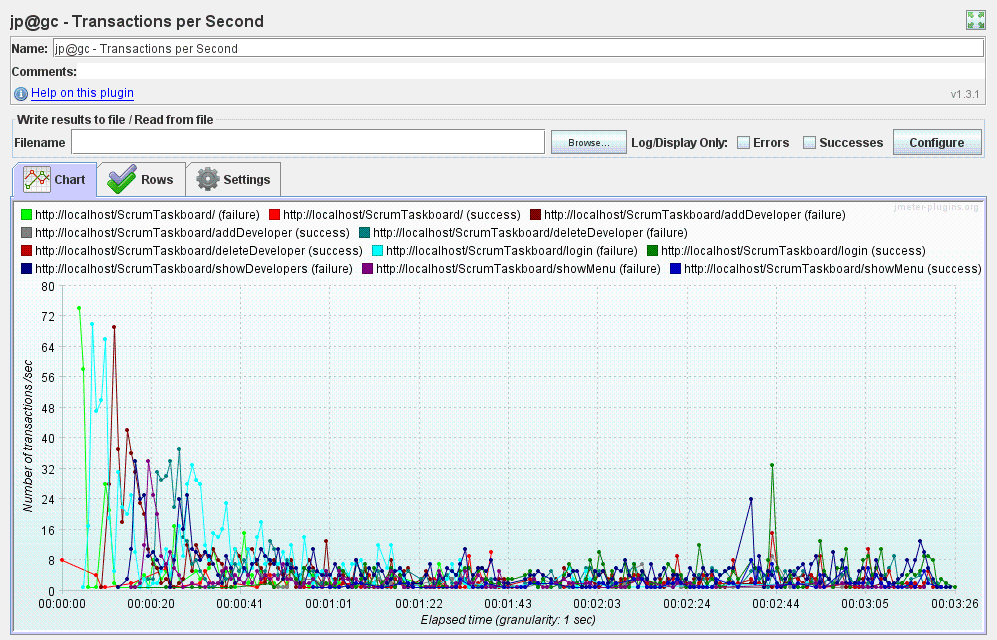 jp@gc - Transactions per Second
Name: jp@gc - Transactions per Second
Comments:
Help on this plugin v1.3.1
Write results to file / Read from file
Filename Browse... Log/Display Only: Errors Successes Configure
Chart Rows Settings
jmeter-plugins.org
http://localhost/ScrumTaskboard/ (failure) http://localhost/ScrumTaskboard/ (success) http://localhost/ScrumTaskboard/addDeveloper (failure)
http://localhost/ScrumTaskboard/addDeveloper (success) http://localhost/ScrumTaskboard/deleteDeveloper (failure)
http://localhost/ScrumTaskboard/deleteDeveloper (success) http://localhost/ScrumTaskboard/login (failure) http://localhost/ScrumTaskboard/login (success)
http://localhost/ScrumTaskboard/showDevelopers (failure) http://localhost/ScrumTaskboard/showMenu (failure) http://localhost/ScrumTaskboard/showMenu (success)
80
72
64
56
48
40
32
24
16
8
0
Number of transactions /sec
00:00:00 00:00:20 00:00:41 00:01:01 00:01:22 00:01:43 00:02:03 00:02:24 00:02:44 00:03:05 00:03:26
Elapsed time (granularity: 1 sec)